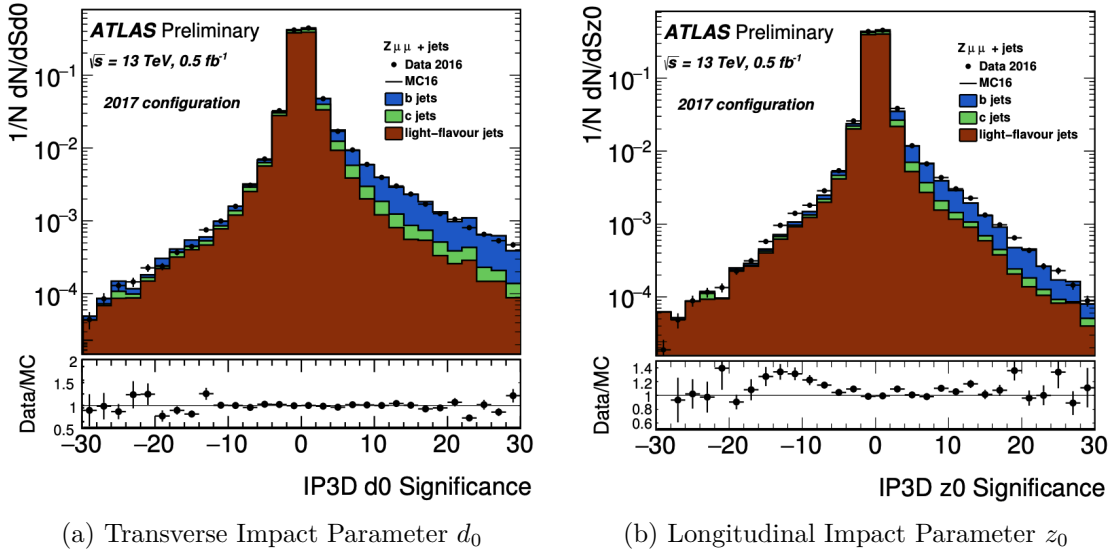 ATLAS Preliminary
√s = 13 TeV, 0.5 fb⁻¹
2017 configuration
Z μ μ + jets
Data 2016
MC16
b jets
c jets
light−flavour jets
1/N dN/dSd0
10⁻¹
10⁻²
10⁻³
10⁻⁴
Data/MC
2
1.5
1
0.5
−30 −20 −10 0 10 20 30
IP3D d0 Significance
(a) Transverse Impact Parameter d₀
ATLAS Preliminary
√s = 13 TeV, 0.5 fb⁻¹
2017 configuration
Z μ μ + jets
Data 2016
MC16
b jets
c jets
light−flavour jets
1/N dN/dSz0
10⁻¹
10⁻²
10⁻³
10⁻⁴
Data/MC
1.4
1.2
1
0.8
0.6
−30 −20 −10 0 10 20 30
IP3D z0 Significance
(b) Longitudinal Impact Parameter z₀